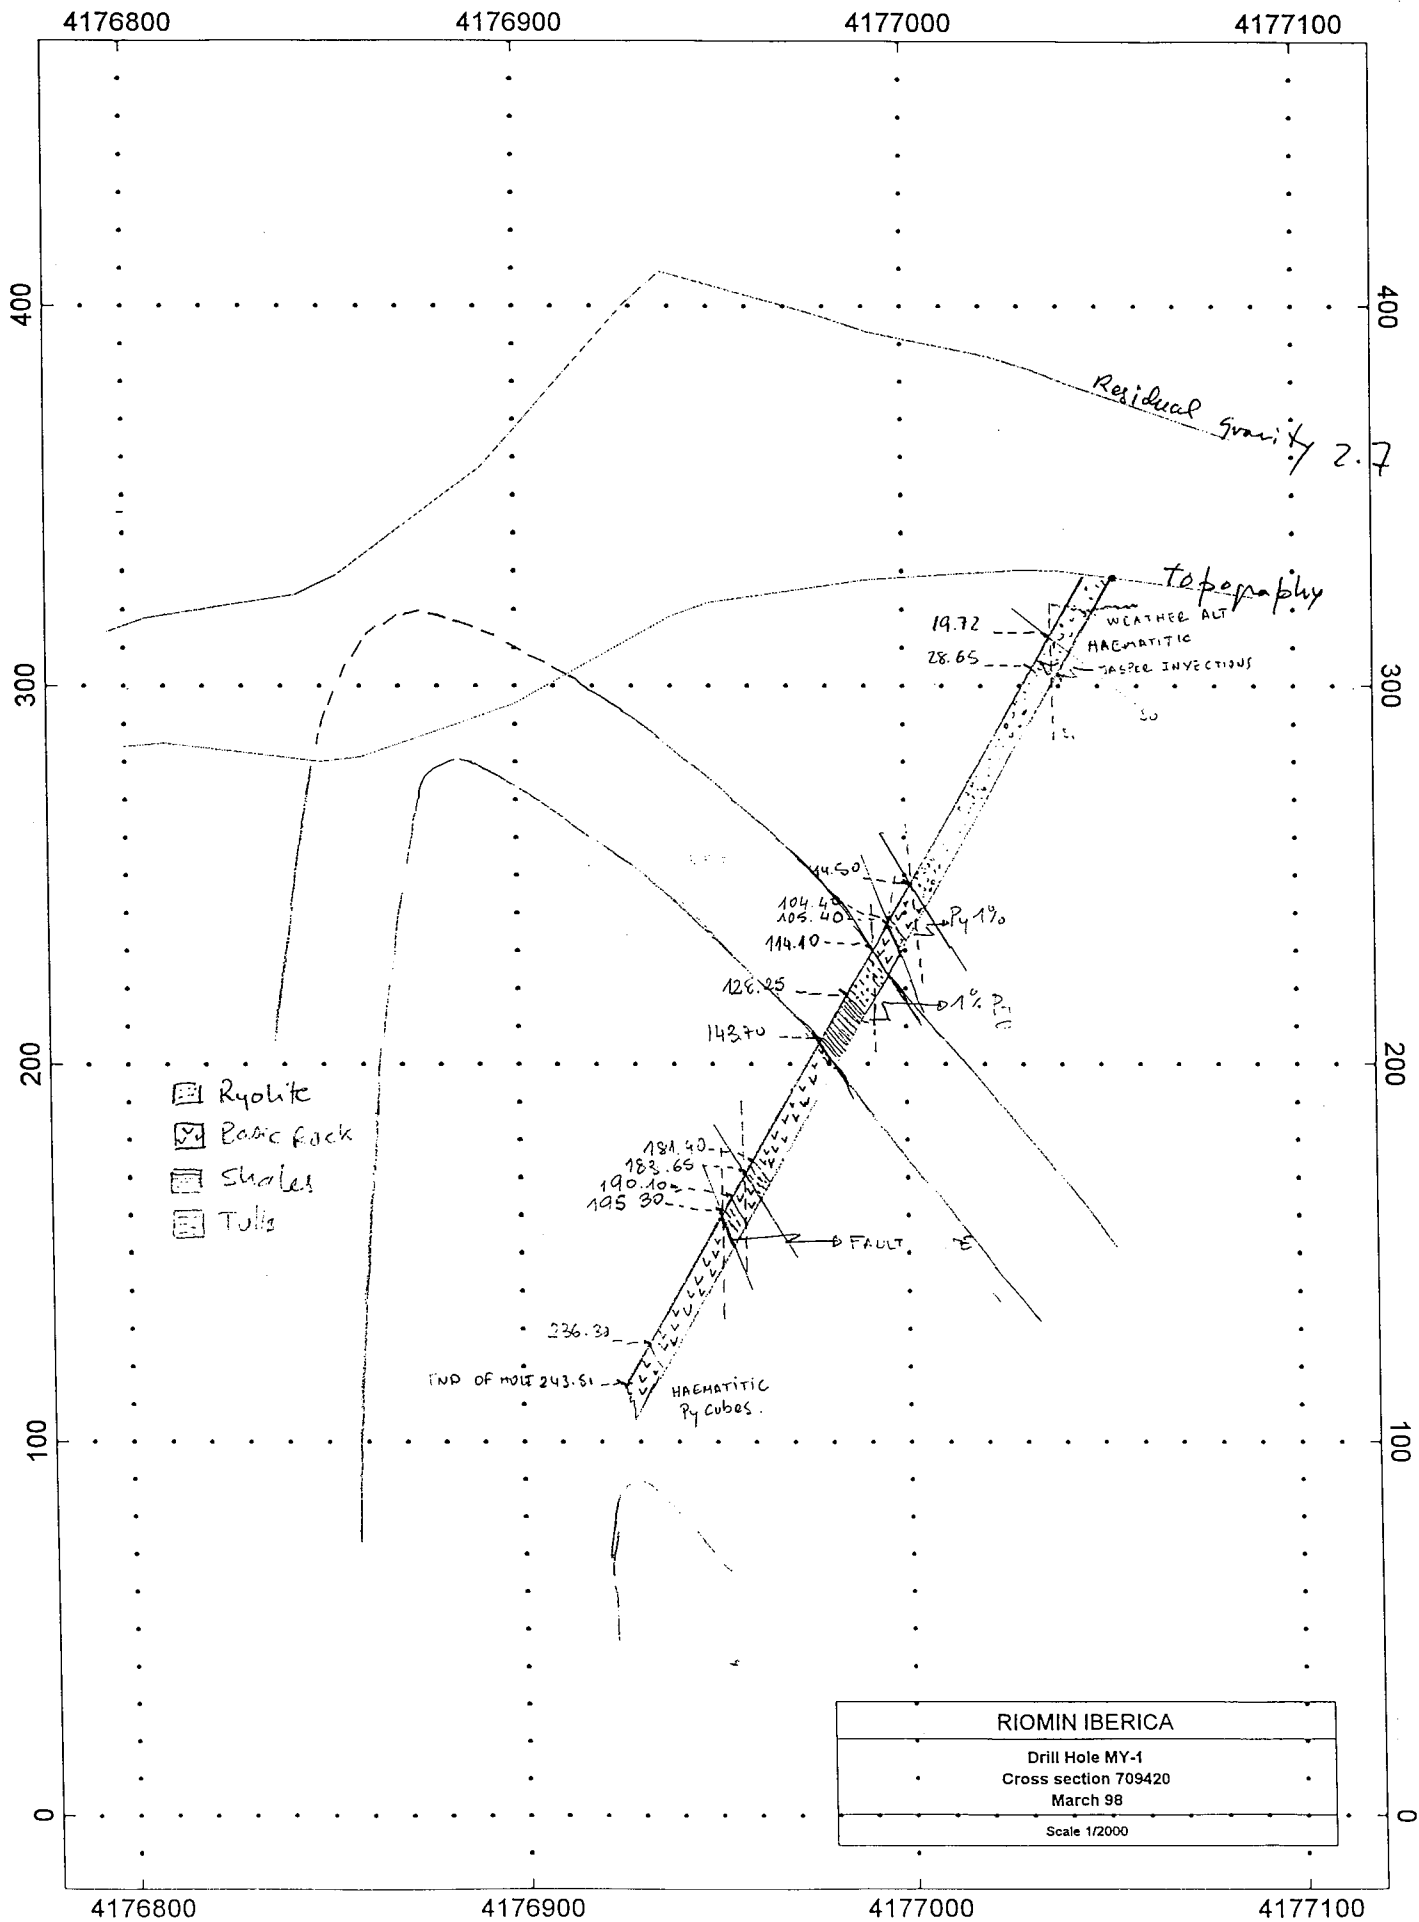 4176800 4176900 4177000 4177100
400 400
Residual gravity 2.7
topography
19.72
WEATHER ALT
HAEMATITIC
28.65
JASPER INYECTIONS
300 300
So
S1
94.50
104.40
105.40
Py 1%
114.10
128.25
1% Py
143.70
200 200
Ryolite
Basic Rock
Shales
Tuffs
181.40
183.65
190.10
195.30
FAULT
236.30
END OF HOLE 243.51
HAEMATITIC
Py cubes.
100 100
RIOMIN IBERICA
Drill Hole MY-1
Cross section 709420
March 98
Scale 1/2000
0 0
4176800 4176900 4177000 4177100